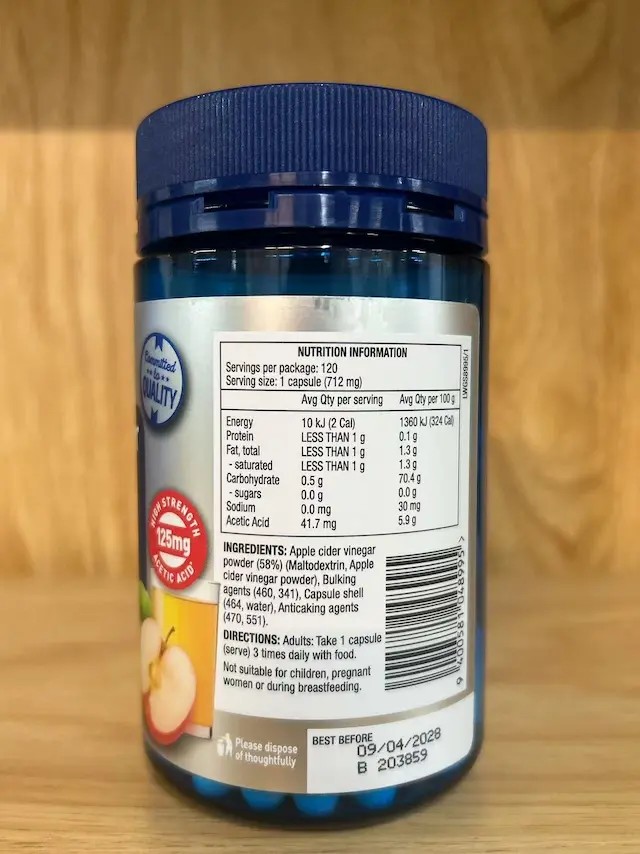 Committed
to
QUALITY
HIGH STRENGTH
125mg
ACETIC ACID*
NUTRITION INFORMATION
Servings per package: 120
Serving size: 1 capsule (712 mg)
Avg Qty per serving Avg Qty per 100 g
Energy 10 kJ (2 Cal) 1360 kJ (324 Cal)
Protein LESS THAN 1 g 0.1 g
Fat, total LESS THAN 1 g 1.3 g
- saturated LESS THAN 1 g 1.3 g
Carbohydrate 0.5 g 70.4 g
- sugars 0.0 g 0.0 g
Sodium 0.0 mg 30 mg
Acetic Acid 41.7 mg 5.9 g
LWGS8995/1
INGREDIENTS: Apple cider vinegar
powder (58%) (Maltodextrin, Apple
cider vinegar powder), Bulking
agents (460, 341), Capsule shell
(464, water), Anticaking agents
(470, 551).
DIRECTIONS: Adults: Take 1 capsule
(serve) 3 times daily with food.
Not suitable for children, pregnant
women or during breastfeeding.
9 400581 048995 >
Please dispose
of thoughtfully
BEST BEFORE
09/04/2028
B 203859